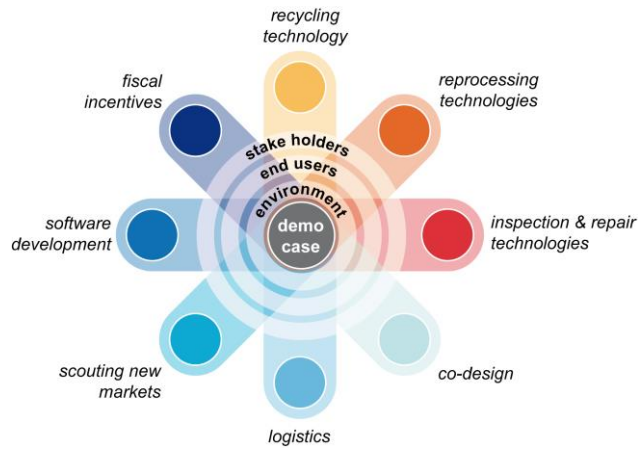 recycling
technology
fiscal
incentives
reprocessing
technologies
stake holders
end users
environment
demo
case
software
development
inspection & repair
technologies
scouting new
markets
co-design
logistics